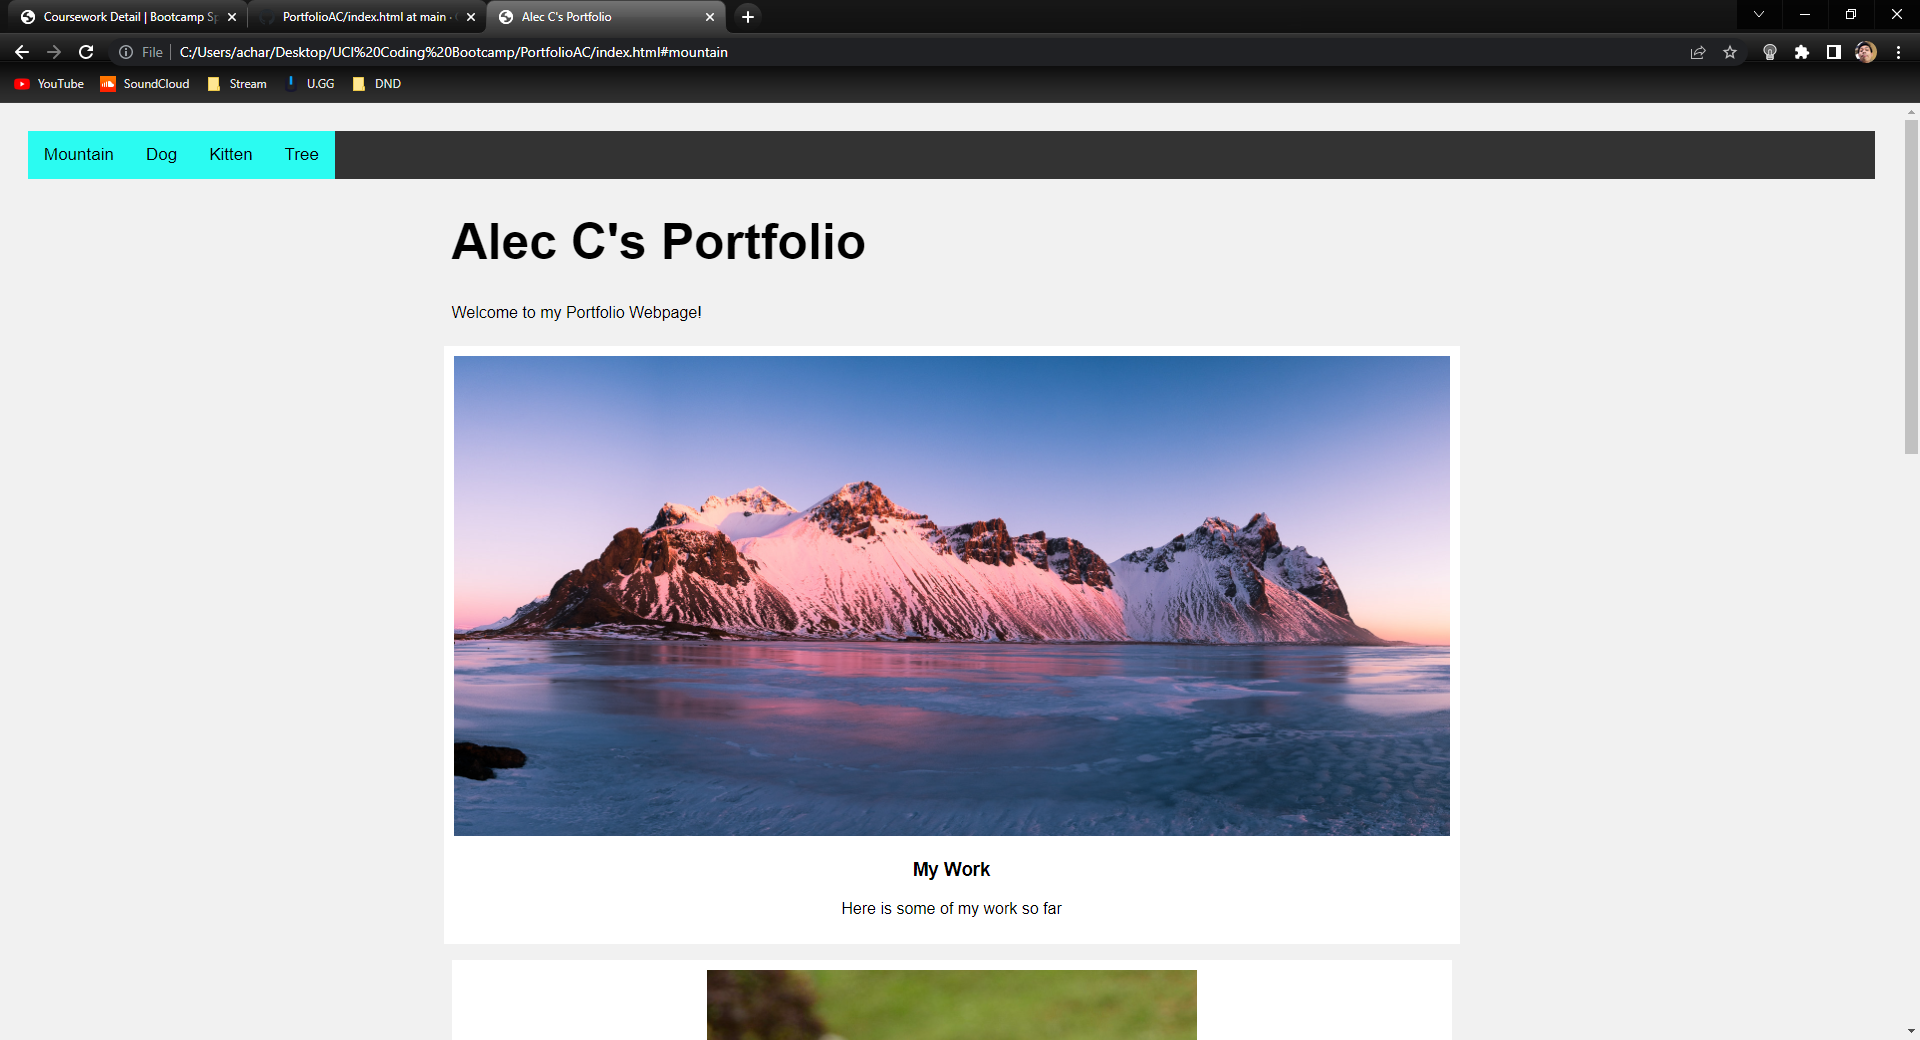 Coursework Detail | Bootcamp Sp
PortfolioAC/index.html at main ·
Alec C's Portfolio
File
C:/Users/achar/Desktop/UCI%20Coding%20Bootcamp/PortfolioAC/index.html#mountain
YouTube
SoundCloud
Stream
U.GG
DND
Mountain
Dog
Kitten
Tree
Alec C's Portfolio
Welcome to my Portfolio Webpage!
My Work
Here is some of my work so far